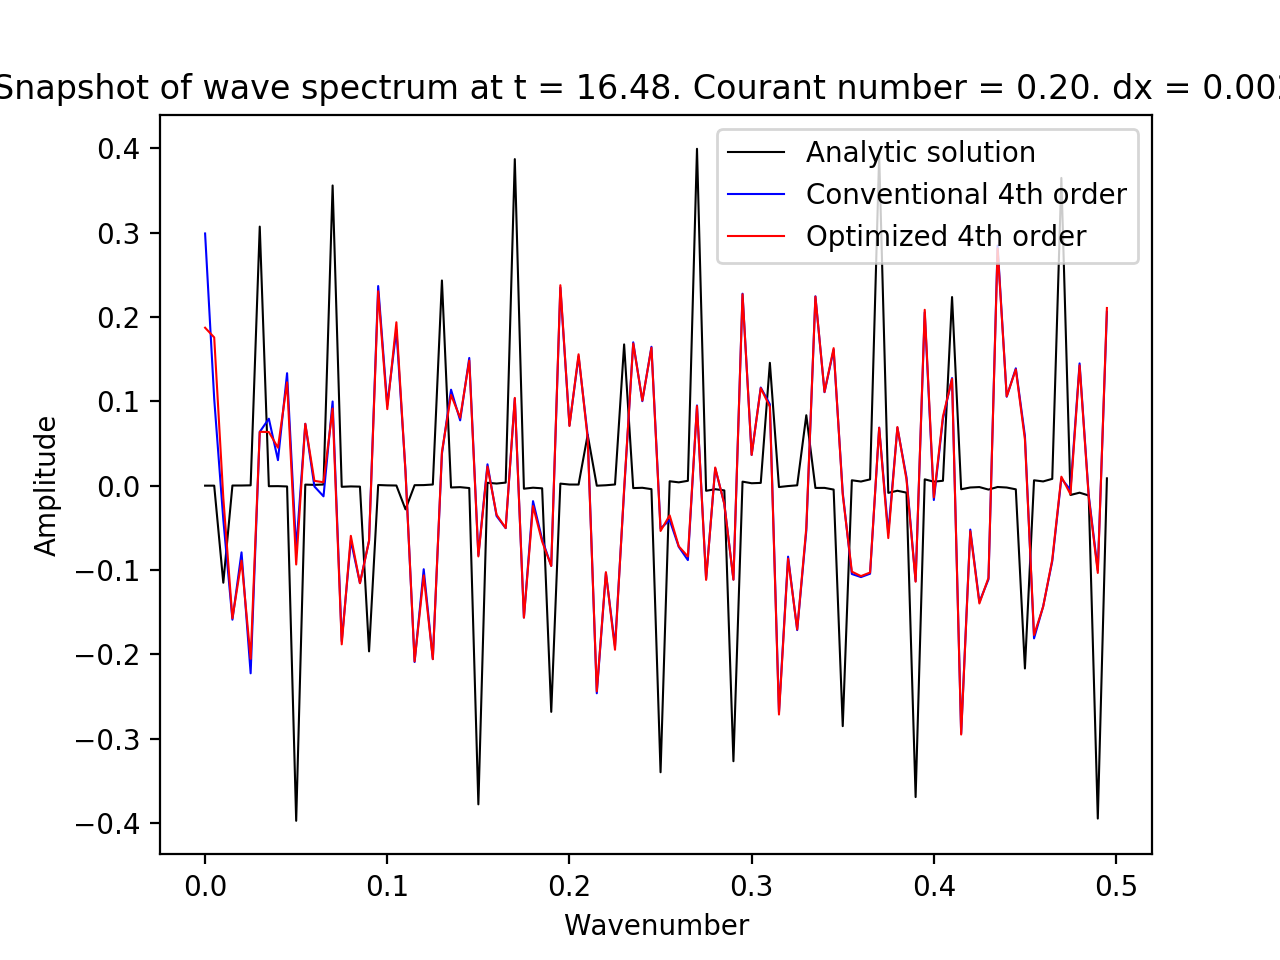 Snapshot of wave spectrum at t = 16.48. Courant number = 0.20. dx = 0.002
Analytic solution
Conventional 4th order
Optimized 4th order
0.4
0.3
0.2
0.1
0.0
−0.1
−0.2
−0.3
−0.4
Amplitude
0.0 0.1 0.2 0.3 0.4 0.5
Wavenumber